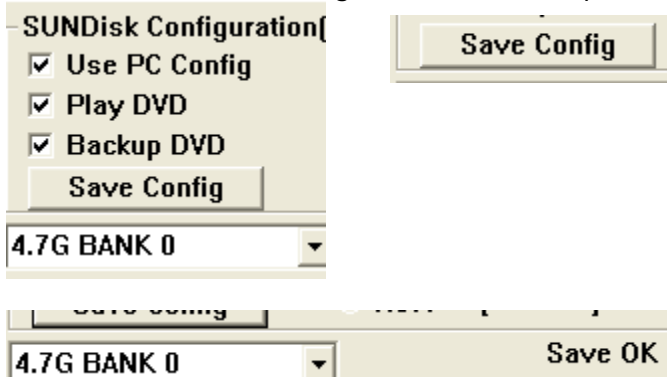 SUNDisk Configuration[
Use PC Config
Play DVD
Backup DVD
Save Config
4.7G BANK 0
Save Config
4.7G BANK 0
Save OK